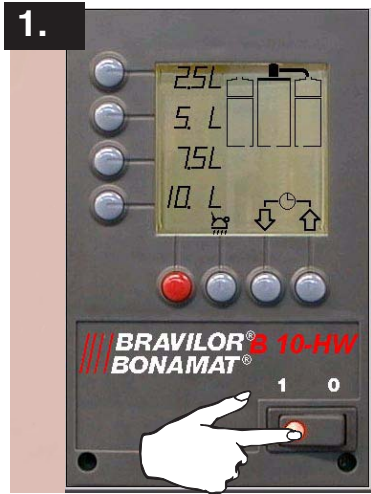 1.
2.5L
5. L
7.5L
10. L
BRAVILOR® B 10-HW
BONAMAT®
1 0